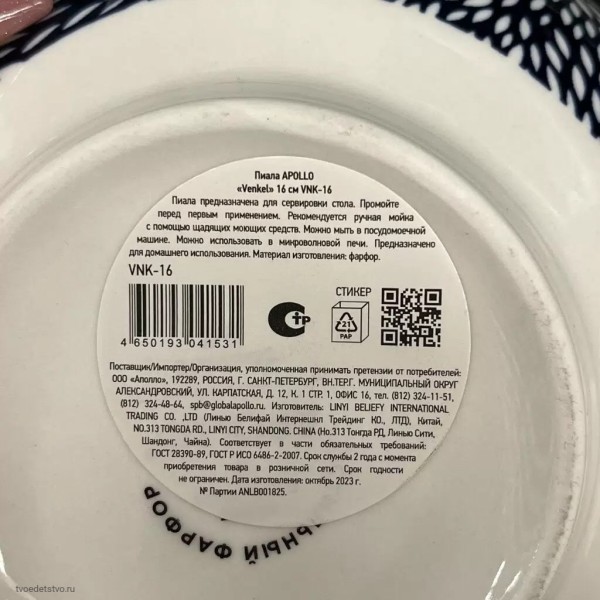 Пиала APOLLO
«Venkel» 16 см VNK-16
Пиала предназначена для сервировки стола. Промойте
перед первым применением. Рекомендуется ручная мойка
с помощью щадящих моющих средств. Можно мыть в посудомоечной
машине. Можно использовать в микроволновой печи. Предназначено
для домашнего использования. Материал изготовления: фарфор.
VNK-16
4 650193 041531
СТР
21
PAP
СТИКЕР
Поставщик/Импортер/Организация, уполномоченная принимать претензии от потребителей:
ООО «Аполло», 192289, РОССИЯ, Г. САНКТ-ПЕТЕРБУРГ, ВН.ТЕР.Г. МУНИЦИПАЛЬНЫЙ ОКРУГ
АЛЕКСАНДРОВСКИЙ, УЛ. КАРПАТСКАЯ, Д. 12, К. 1 СТР. 1, ОФИС 16, тел. (812) 324-11-51,
(812) 324-48-64, spb@globalapollo.ru. Изготовитель: LINYI BELIEFY INTERNATIONAL
TRADING CO. ,LTD (Линью Белифай Интернешнл Трейдинг КО., ЛТД), Китай,
NO.313 TONGDA RD., LINYI CITY, SHANDONG. CHINA (Но.313 Тонгда РД, Линью Сити,
Шандонг, Чайна). Соответствует в части обязательных требований:
ГОСТ 28390-89, ГОСТ Р ИСО 6486-2-2007. Срок службы 2 года с момента
приобретения товара в розничной сети. Срок годности
не ограничен. Дата изготовления: октябрь 2023 г.
№ Партии ANLB001825.
ЛЬНЫЙ ФАРФОР
tvoedetstvo.ru